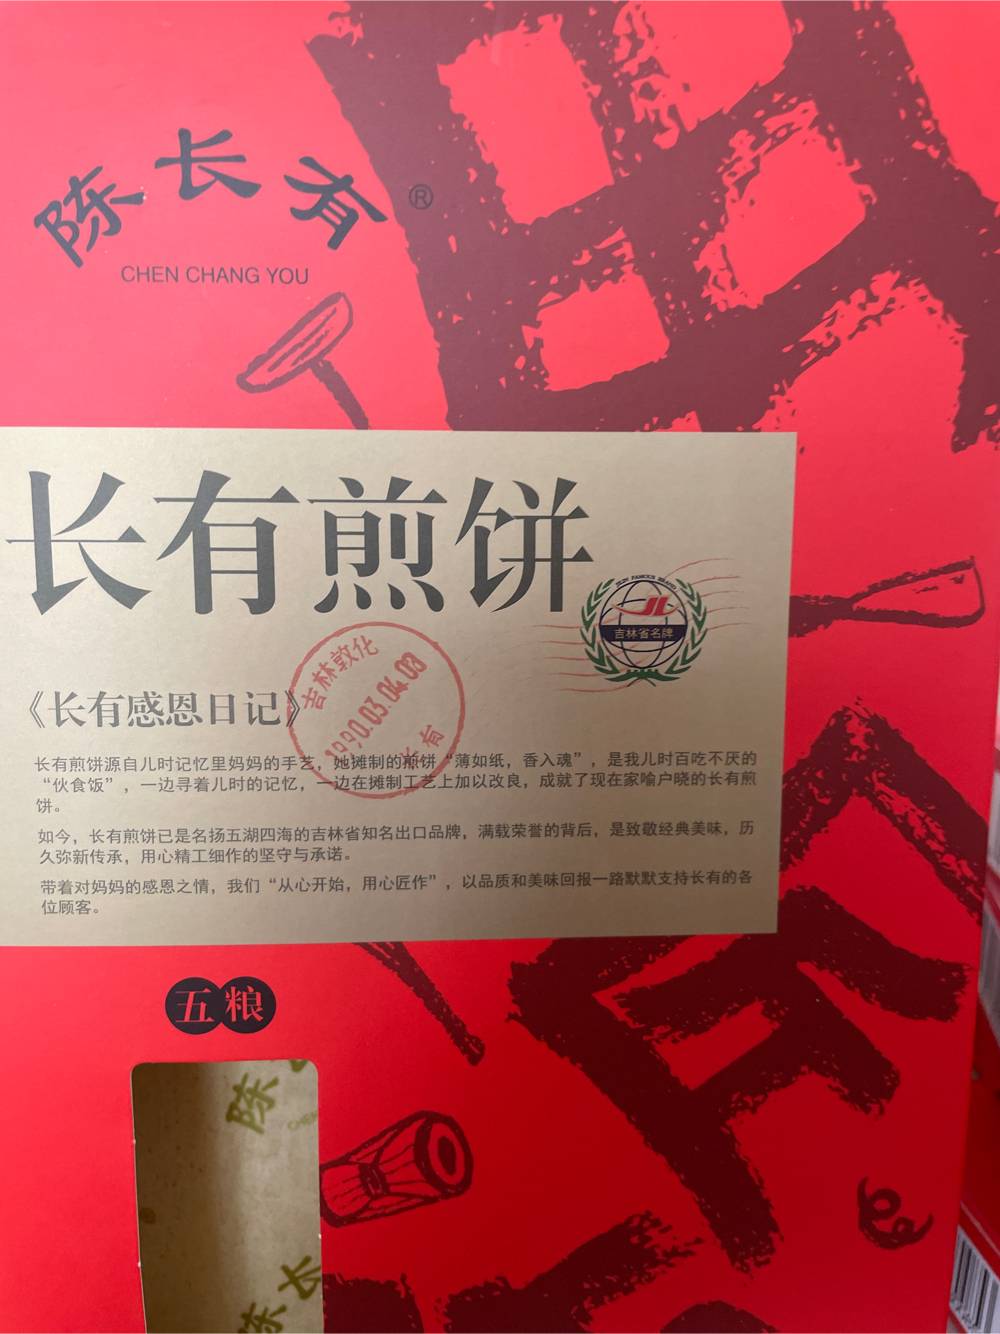 陈长有®
CHEN CHANG YOU
长有煎饼
JILIN FAMOUS BRAND
JL
吉林省名牌
吉林敦化
1990.03.04.08
长有
《长有感恩日记》
长有煎饼源自儿时记忆里妈妈的手艺，她摊制的煎饼“薄如纸，香入魂”，是我儿时百吃不厌的
“伙食饭”，一边寻着儿时的记忆，一边在摊制工艺上加以改良，成就了现在家喻户晓的长有煎
饼。
如今，长有煎饼已是名扬五湖四海的吉林省知名出口品牌，满载荣誉的背后，是致敬经典美味，历
久弥新传承，用心精工细作的坚守与承诺。
带着对妈妈的感恩之情，我们“从心开始，用心匠作”，以品质和美味回报一路默默支持长有的各
位顾客。
五粮
陈
陈长